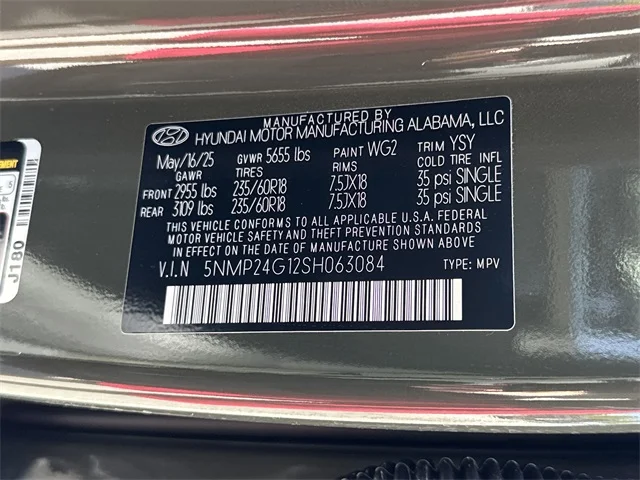 MANUFACTURED BY
HYUNDAI MOTOR MANUFACTURING ALABAMA, LLC
May/16/25 GVWR 5655 lbs PAINT WG2 TRIM YSY
GAWR TIRES RIMS COLD TIRE INFL
FRONT 2955 lbs 235/60R18 7.5JX18 35 psi SINGLE
REAR 3109 lbs 235/60R18 7.5JX18 35 psi SINGLE
THIS VEHICLE CONFORMS TO ALL APPLICABLE U.S.A. FEDERAL
MOTOR VEHICLE SAFETY AND THEFT PREVENTION STANDARDS
IN EFFECT ON THE DATE OF MANUFACTURE SHOWN ABOVE.
V.I.N 5NMP24G12SH063084 TYPE: MPV
J180